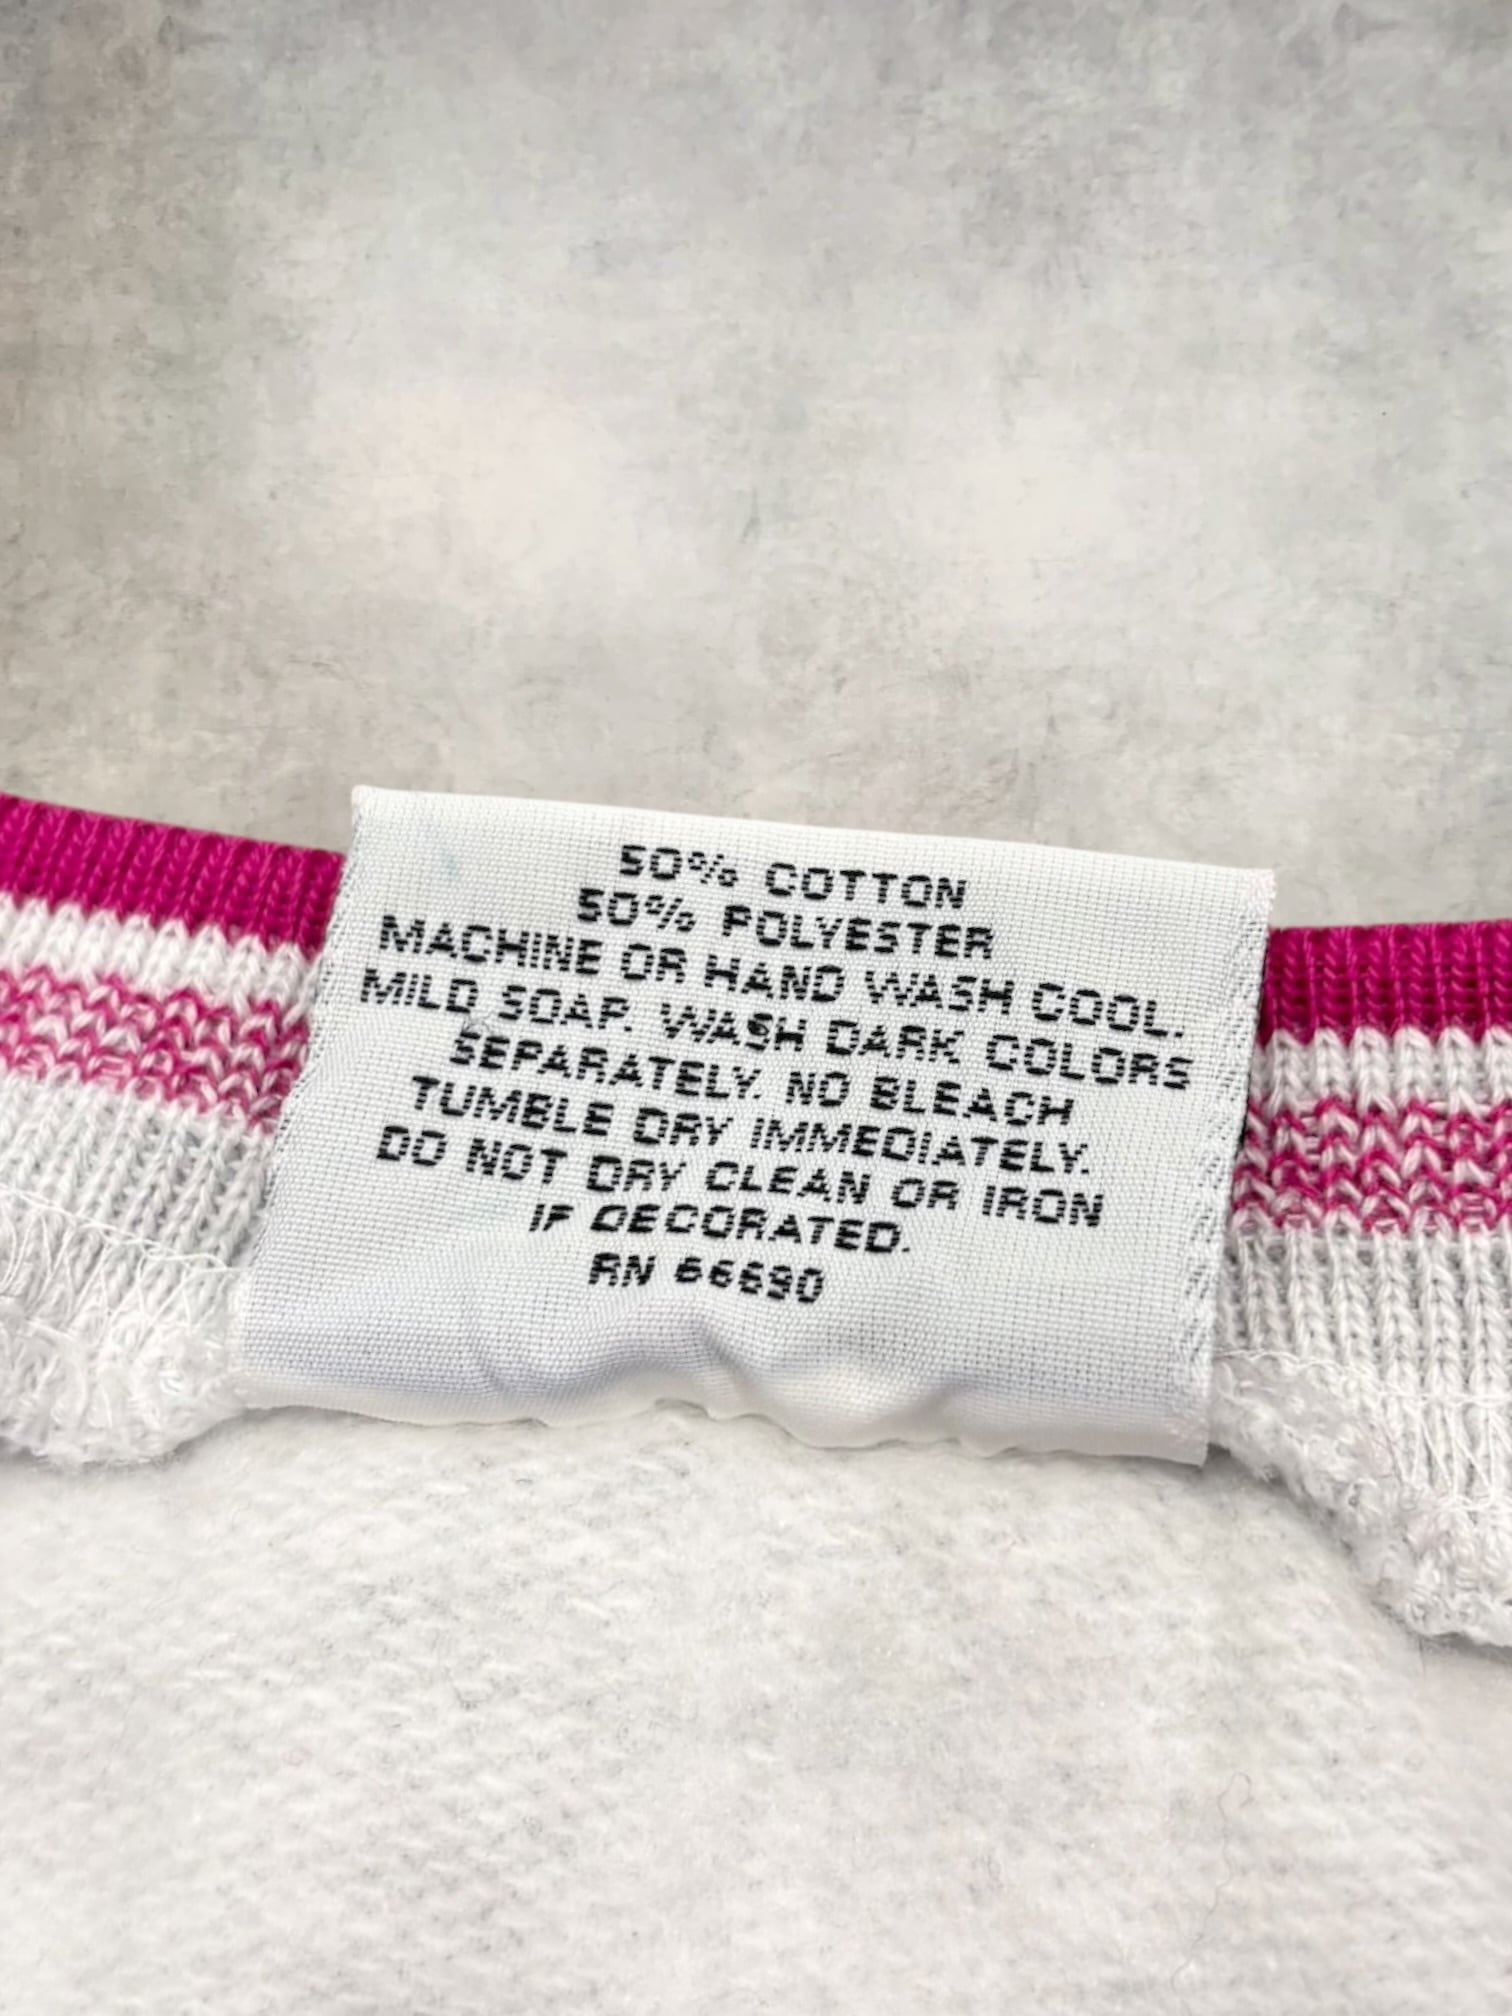 50% COTTON
50% POLYESTER
MACHINE OR HAND WASH COOL.
MILD SOAP. WASH DARK COLORS
SEPARATELY. NO BLEACH
TUMBLE DRY IMMEDIATELY.
DO NOT DRY CLEAN OR IRON
IF DECORATED.
RN 66690